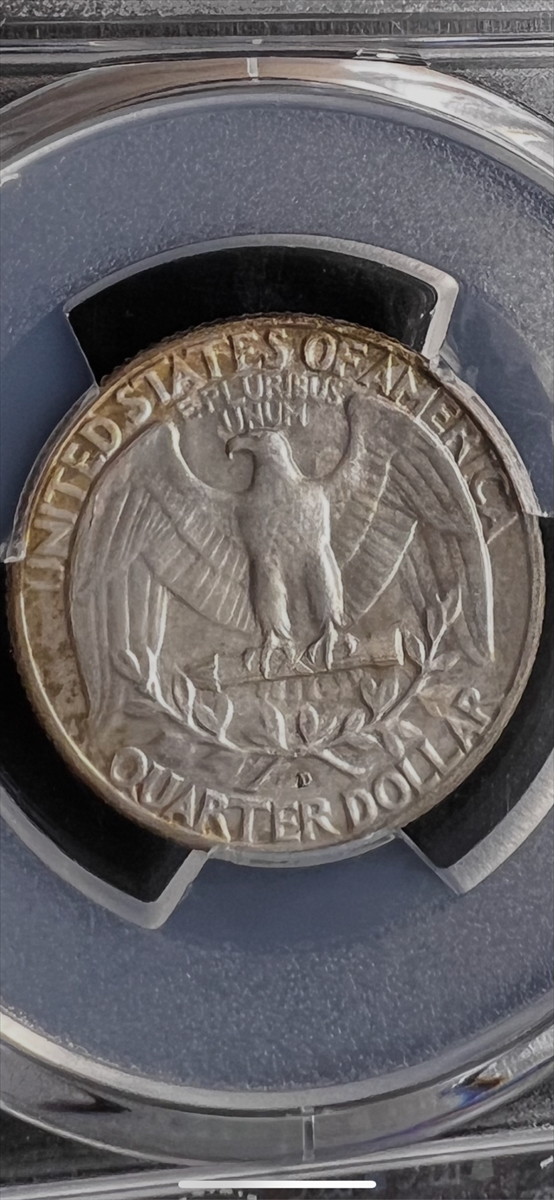 UNITED STATES OF AMERICA
E PLURIBUS
UNUM
D
QUARTER DOLLAR